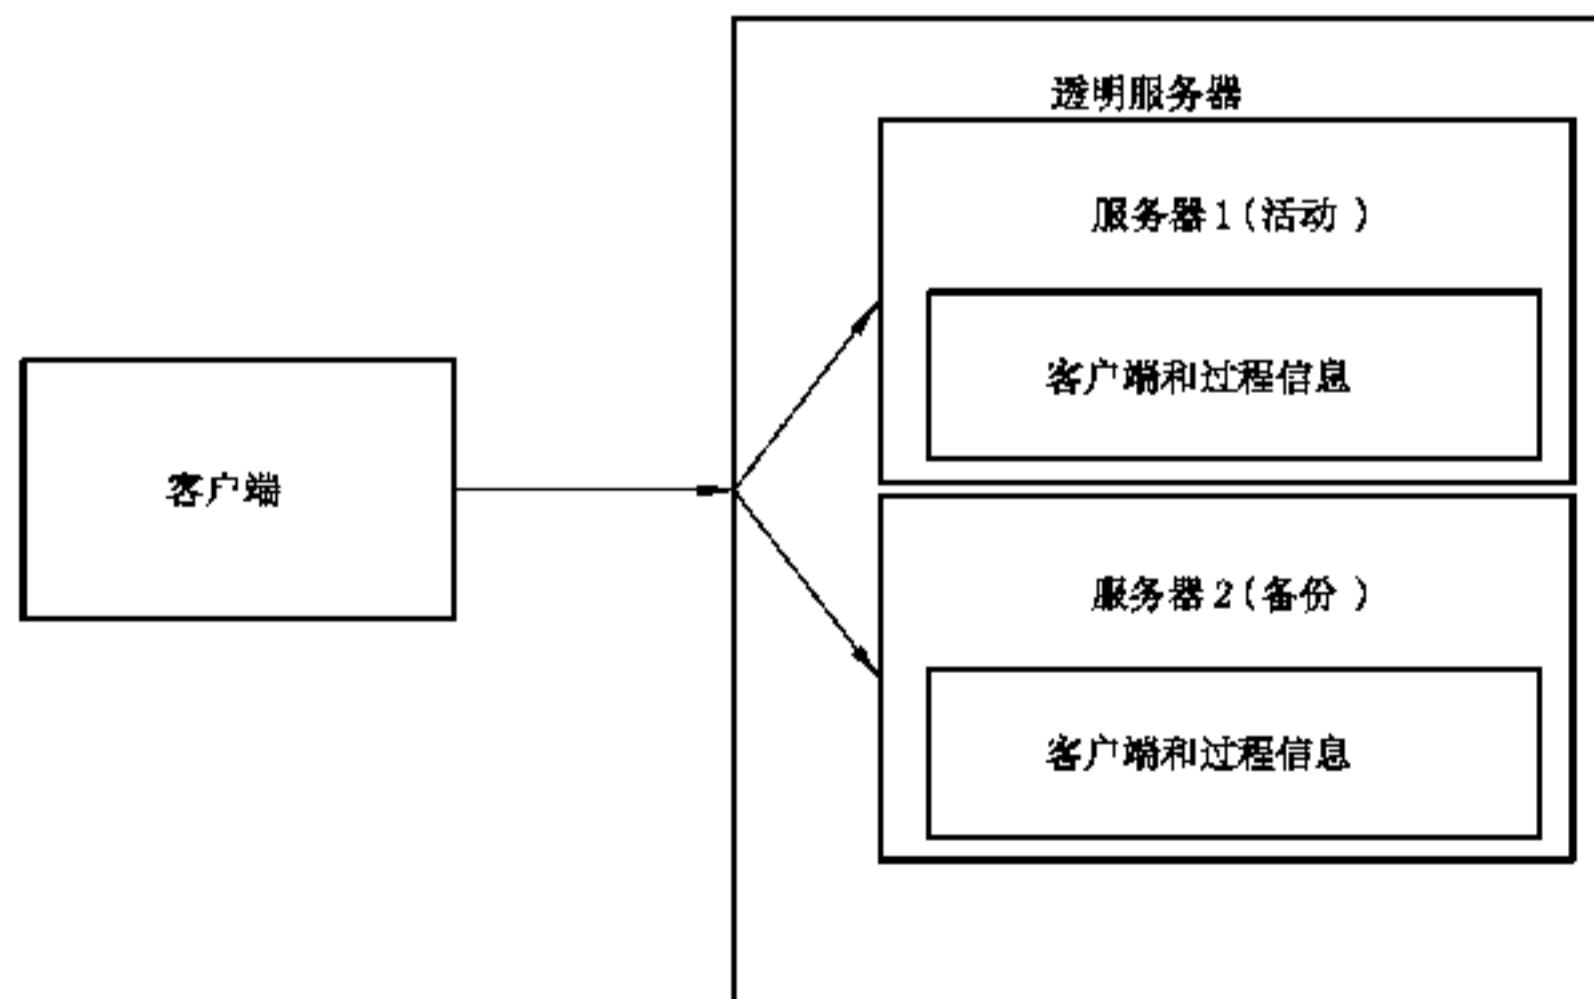 透明服务器
服务器1(活动 )
客户端和过程信息
客户端
服务器2(备份 )
客户端和过程信息